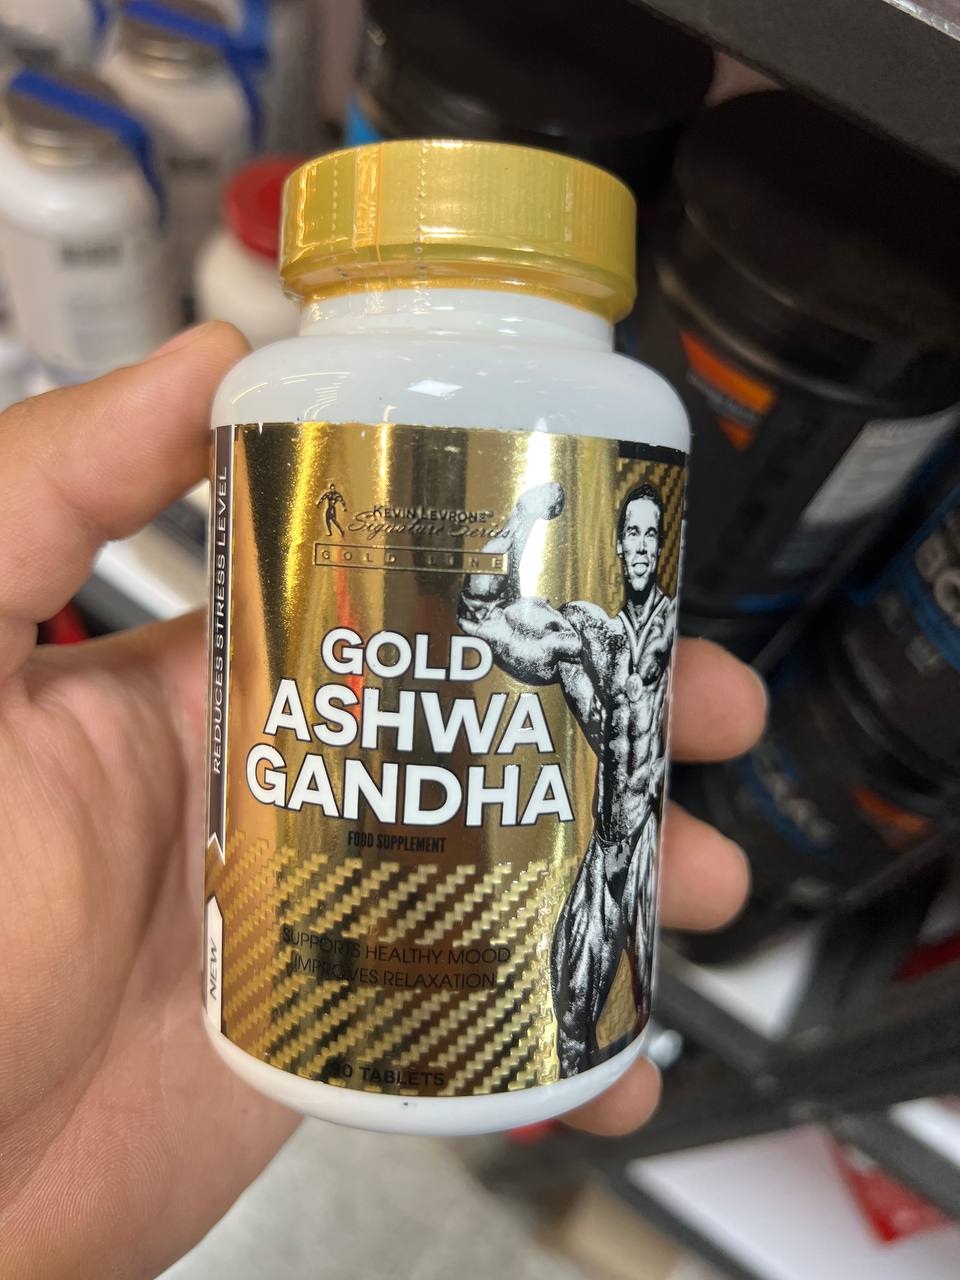 KEVIN LEVRONE
Signature Series
GOLD LINE
GOLD
ASHWA
GANDHA
FOOD SUPPLEMENT
SUPPORTS HEALTHY MOOD
IMPROVES RELAXATION
90 TABLETS
REDUCES STRESS LEVEL
NEW